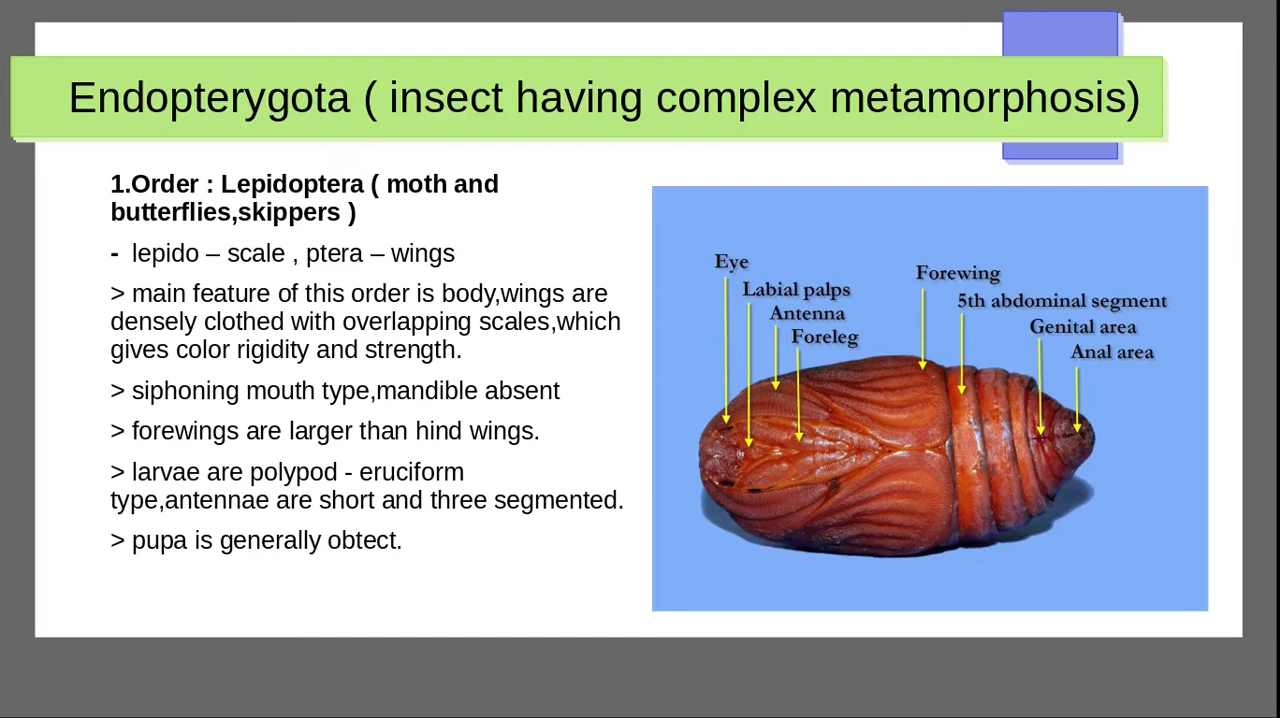 Endopterygota ( insect having complex metamorphosis)
1.Order : Lepidoptera ( moth and
butterflies,skippers )
- lepido – scale , ptera – wings
> main feature of this order is body,wings are
densely clothed with overlapping scales,which
gives color rigidity and strength.
> siphoning mouth type,mandible absent
> forewings are larger than hind wings.
> larvae are polypod - eruciform
type,antennae are short and three segmented.
> pupa is generally obtect.
Eye
Labial palps
Antenna
Foreleg
Forewing
5th abdominal segment
Genital area
Anal area